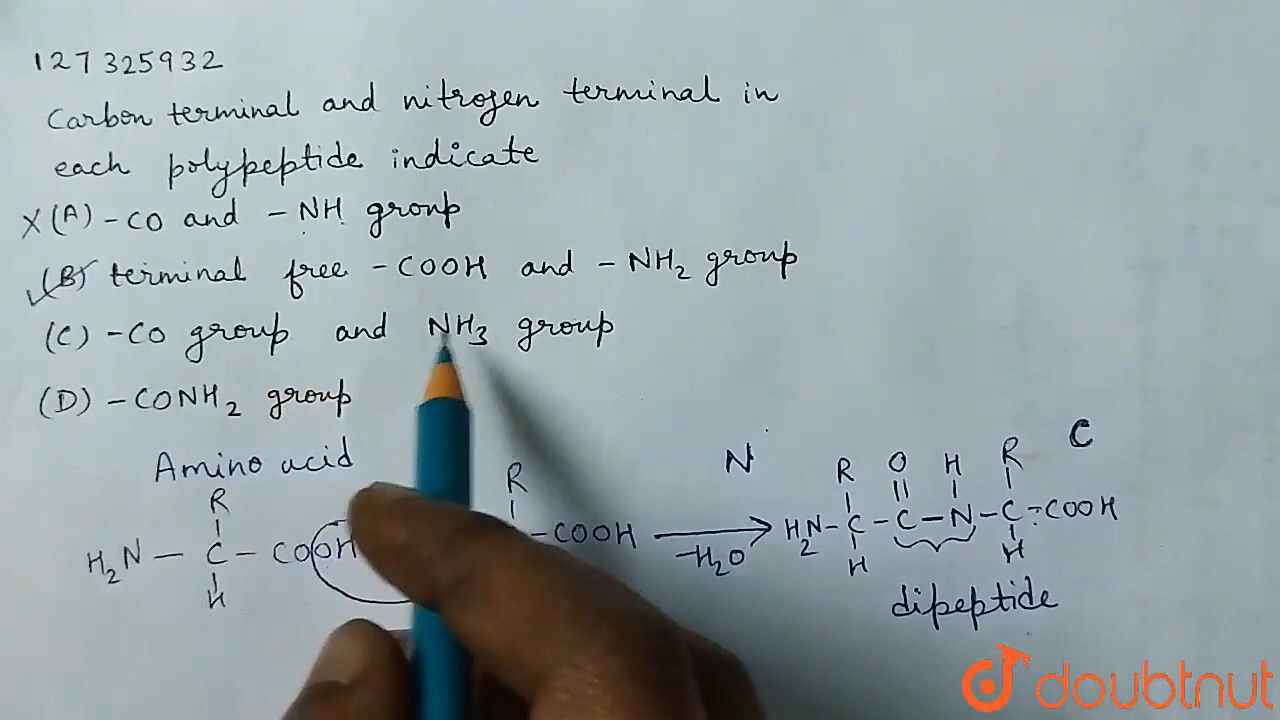 127325932
Carbon terminal and nitrogen terminal in
each polypeptide indicate
X (A) - CO and - NH group
(B) terminal free - COOH and - NH2 group
(C) - CO group and NH3 group
(D) - CONH2 group
Amino acid
N
C
R
R
R
O
H
R
H2N - C - COOH
- COOH
-H2O
H2N - C - C - N - C - COOH
H
H
H
dipeptide
doubtnut